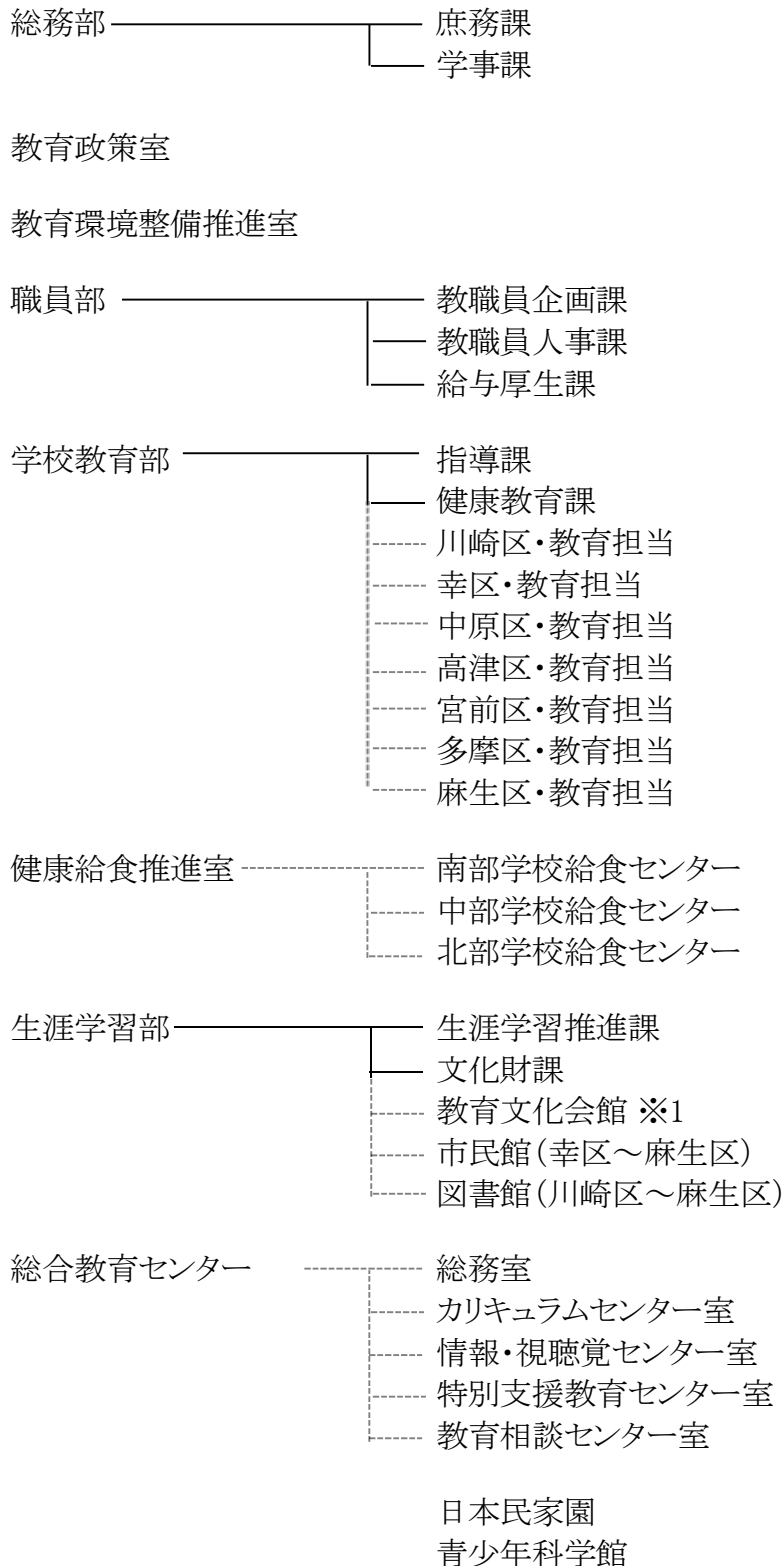 総務部 庶務課
学事課
教育政策室
教育環境整備推進室
職員部 教職員企画課
教職員人事課
給与厚生課
学校教育部 指導課
健康教育課
川崎区・教育担当
幸区・教育担当
中原区・教育担当
高津区・教育担当
宮前区・教育担当
多摩区・教育担当
麻生区・教育担当
健康給食推進室 南部学校給食センター
中部学校給食センター
北部学校給食センター
生涯学習部 生涯学習推進課
文化財課
教育文化会館 ※1
市民館(幸区～麻生区)
図書館(川崎区～麻生区)
総合教育センター 総務室
カリキュラムセンター室
情報・視聴覚センター室
特別支援教育センター室
教育相談センター室
日本民家園
青少年科学館